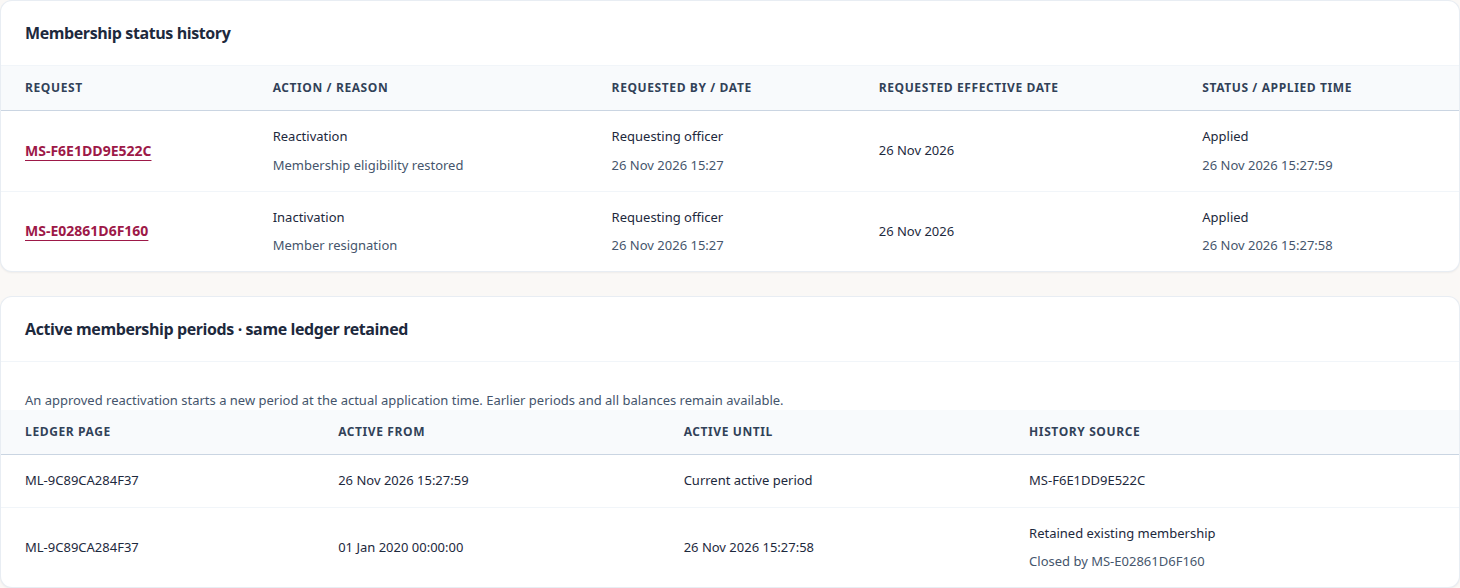 Membership status history
REQUEST ACTION / REASON REQUESTED BY / DATE REQUESTED EFFECTIVE DATE STATUS / APPLIED TIME
MS-F6E1DD9E522C Reactivation Requesting officer 26 Nov 2026 Applied
Membership eligibility restored 26 Nov 2026 15:27 26 Nov 2026 15:27:59
MS-E02861D6F160 Inactivation Requesting officer 26 Nov 2026 Applied
Member resignation 26 Nov 2026 15:27 26 Nov 2026 15:27:58
Active membership periods · same ledger retained
An approved reactivation starts a new period at the actual application time. Earlier periods and all balances remain available.
LEDGER PAGE ACTIVE FROM ACTIVE UNTIL HISTORY SOURCE
ML-9C89CA284F37 26 Nov 2026 15:27:59 Current active period MS-F6E1DD9E522C
ML-9C89CA284F37 01 Jan 2020 00:00:00 26 Nov 2026 15:27:58 Retained existing membership
Closed by MS-E02861D6F160